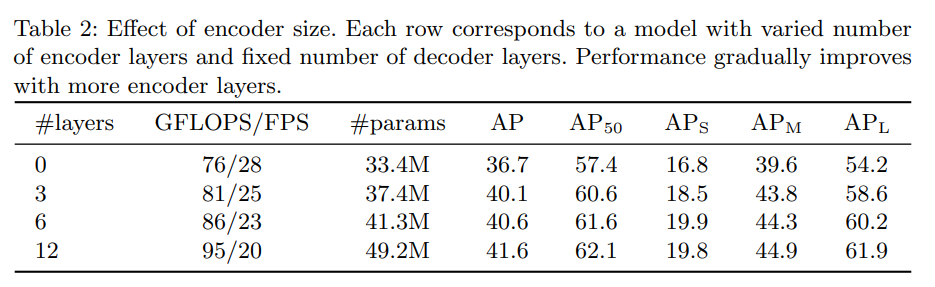 Table 2: Effect of encoder size. Each row corresponds to a model with varied number
of encoder layers and fixed number of decoder layers. Performance gradually improves
with more encoder layers.
#layers GFLOPS/FPS #params AP AP50 APS APM APL
0 76/28 33.4M 36.7 57.4 16.8 39.6 54.2
3 81/25 37.4M 40.1 60.6 18.5 43.8 58.6
6 86/23 41.3M 40.6 61.6 19.9 44.3 60.2
12 95/20 49.2M 41.6 62.1 19.8 44.9 61.9